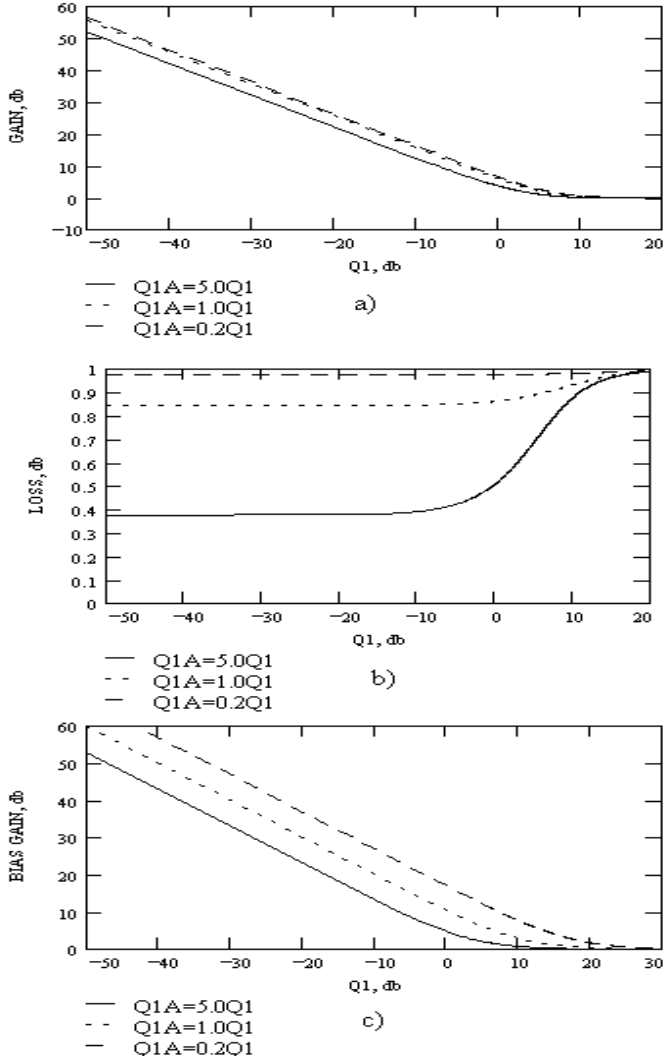 60
50
40
30
20
10
0
−10
GAIN, db
−50 −40 −30 −20 −10 0 10 20
Q1, db
Q1A=5.0Q1
Q1A=1.0Q1
Q1A=0.2Q1
a)
1
0.9
0.8
0.7
0.6
0.5
0.4
0.3
0.2
0.1
0
LOSS, db
−50 −40 −30 −20 −10 0 10 20
Q1, db
Q1A=5.0Q1
Q1A=1.0Q1
Q1A=0.2Q1
b)
60
50
40
30
20
10
0
BIAS GAIN, db
−50 −40 −30 −20 −10 0 10 20 30
Q1, db
Q1A=5.0Q1
Q1A=1.0Q1
Q1A=0.2Q1
c)